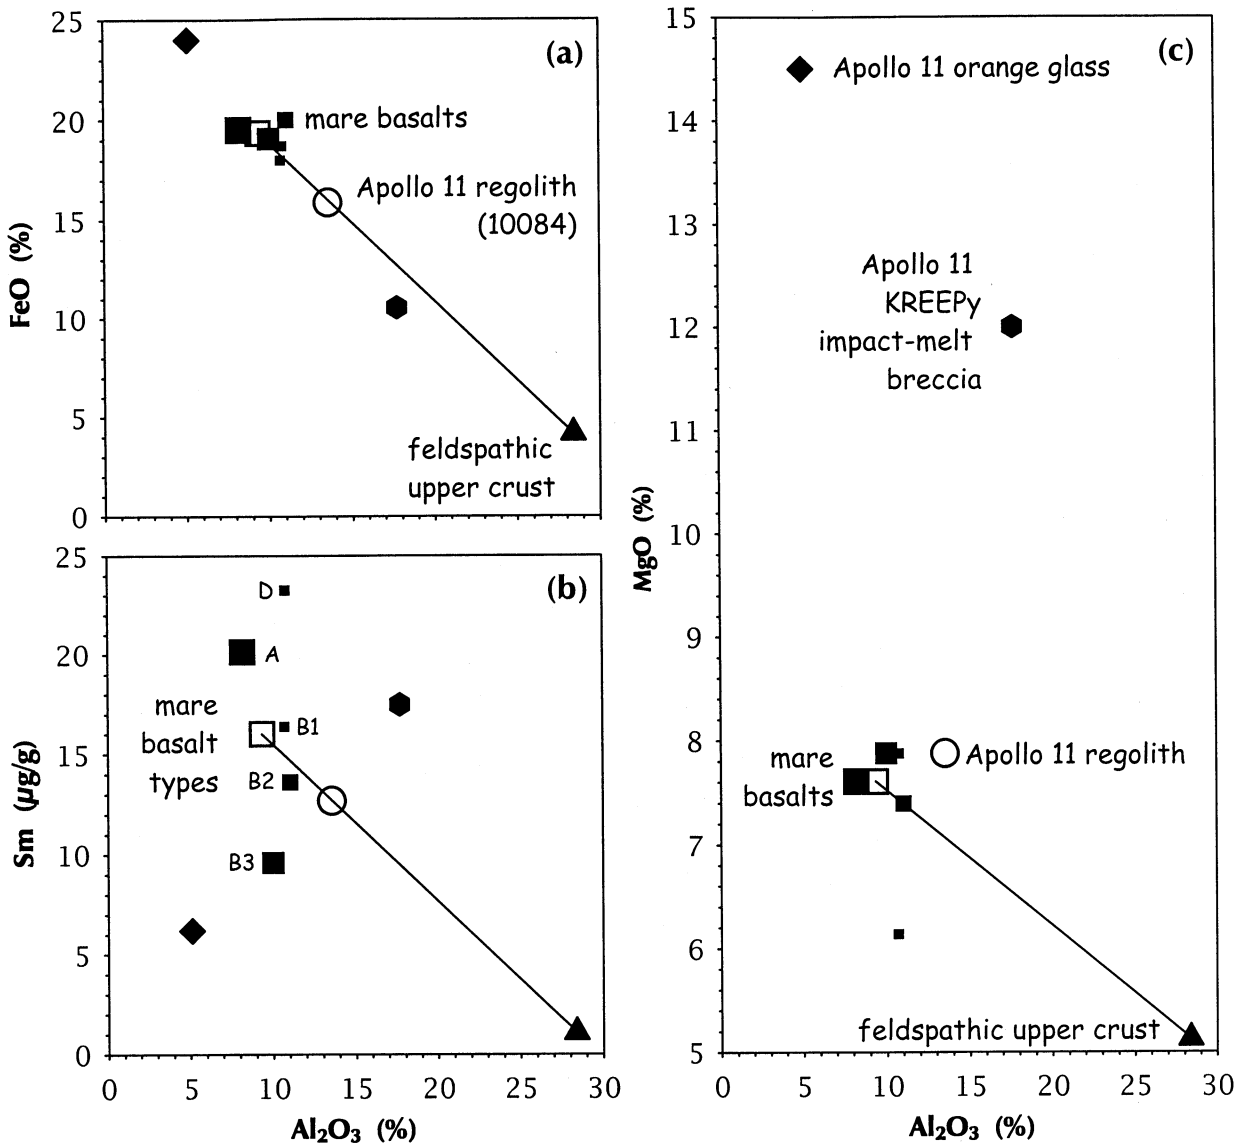 25
20
15
10
5
0
FeO (%)
(a)
mare basalts
Apollo 11 regolith
(10084)
feldspathic
upper crust
25
20
15
10
5
0
Sm (µg/g)
(b)
D
A
mare
basalt
types
B1
B2
B3
0 5 10 15 20 25 30
Al₂O₃ (%)
15
14
13
12
11
10
9
8
7
6
5
MgO (%)
(c)
Apollo 11 orange glass
Apollo 11
KREEPy
impact-melt
breccia
mare
basalts
Apollo 11 regolith
feldspathic upper crust
0 5 10 15 20 25 30
Al₂O₃ (%)